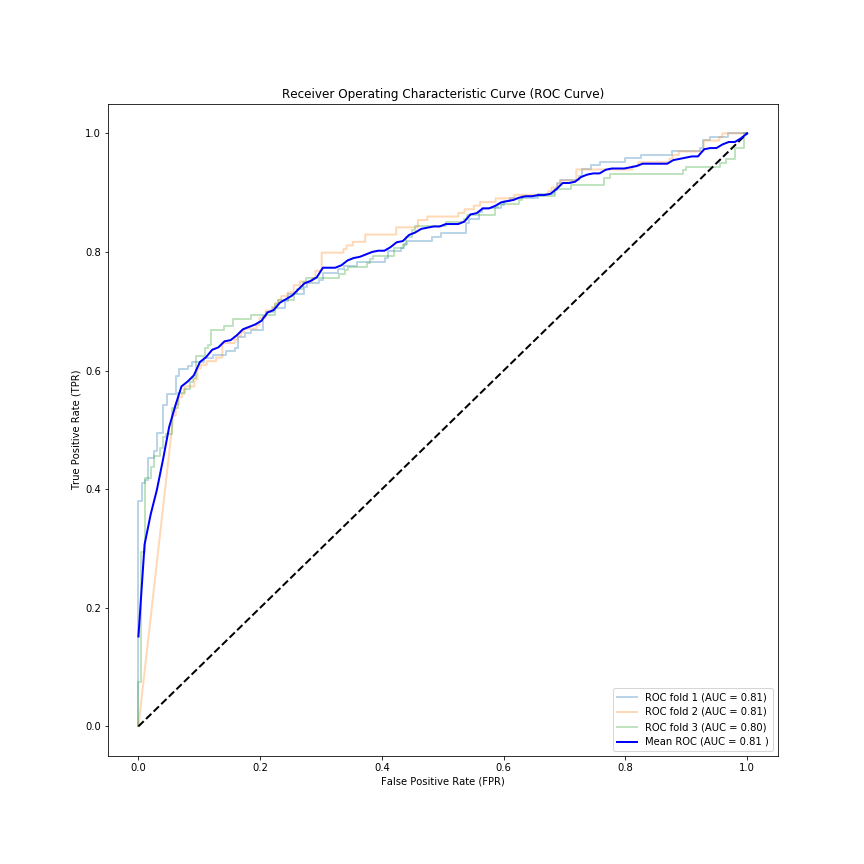 Receiver Operating Characteristic Curve (ROC Curve)
True Positive Rate (TPR)
1.0
0.8
0.6
0.4
0.2
0.0
0.0 0.2 0.4 0.6 0.8 1.0
False Positive Rate (FPR)
ROC fold 1 (AUC = 0.81)
ROC fold 2 (AUC = 0.81)
ROC fold 3 (AUC = 0.80)
Mean ROC (AUC = 0.81 )